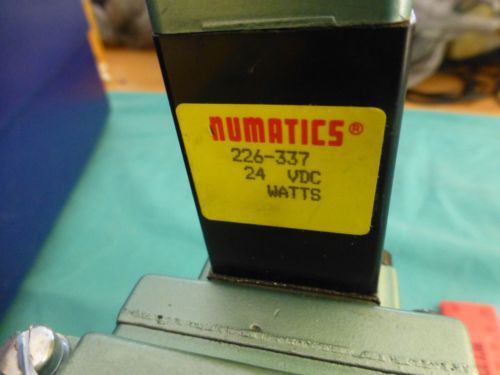 numatics®
226-337
24 VDC
WATTS